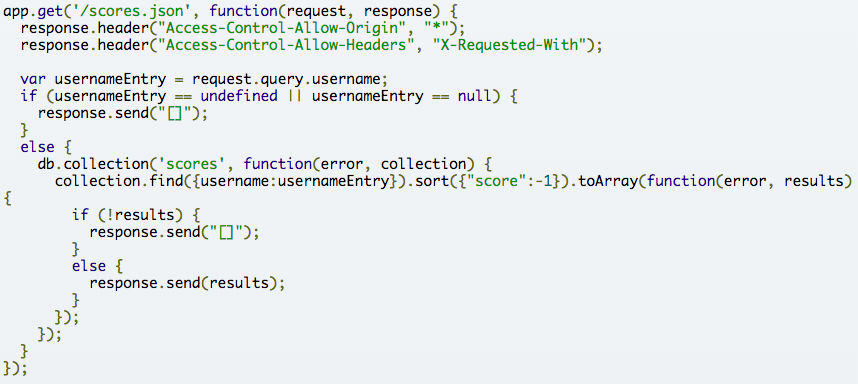 app.get('/scores.json', function(request, response) {
  response.header("Access-Control-Allow-Origin", "*");
  response.header("Access-Control-Allow-Headers", "X-Requested-With");

  var usernameEntry = request.query.username;
  if (usernameEntry == undefined || usernameEntry == null) {
    response.send("[]");
  }
  else {
    db.collection('scores', function(error, collection) {
      collection.find({username:usernameEntry}).sort({"score":-1}).toArray(function(error, results)
{
        if (!results) {
          response.send("[]");
        }
        else {
          response.send(results);
        }
      });
    });
  }
});